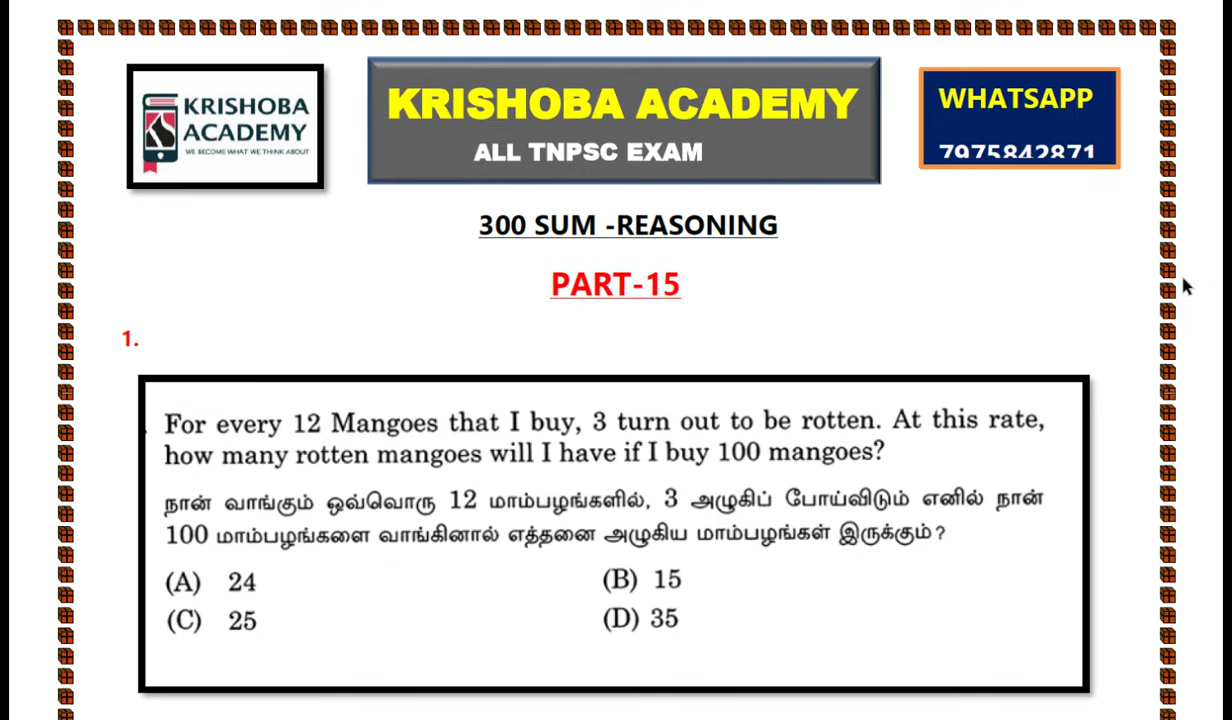 KRISHOBA
ACADEMY
WE BECOME WHAT WE THINK ABOUT
KRISHOBA ACADEMY
ALL TNPSC EXAM
WHATSAPP
7975842871
300 SUM -REASONING
PART-15
1.
For every 12 Mangoes that I buy, 3 turn out to be rotten. At this rate,
how many rotten mangoes will I have if I buy 100 mangoes?
நான் வாங்கும் ஒவ்வொரு 12 மாம்பழங்களில், 3 அழுகிப் போய்விடும் எனில் நான்
100 மாம்பழங்களை வாங்கினால் எத்தனை அழுகிய மாம்பழங்கள் இருக்கும்?
(A) 24
(B) 15
(C) 25
(D) 35